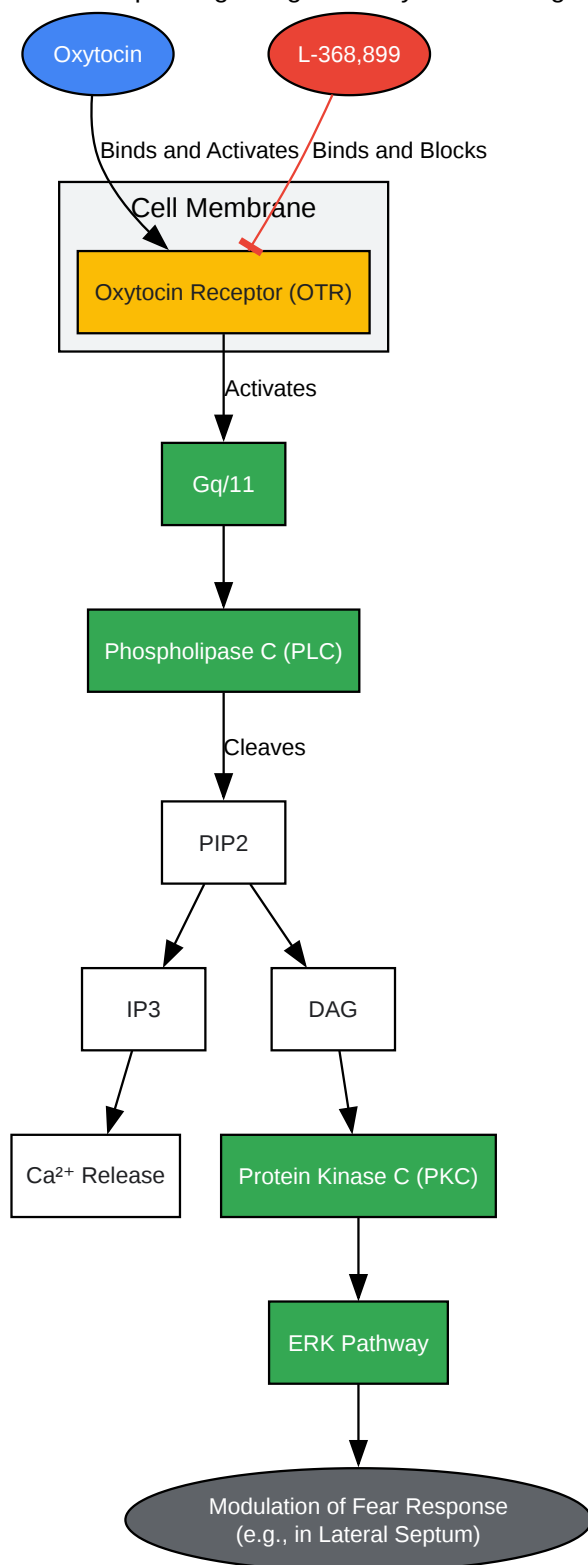 Oxytocin
L-368,899
Binds and Activates
Binds and Blocks
Cell Membrane
Oxytocin Receptor (OTR)
Activates
Gq/11
Phospholipase C (PLC)
Cleaves
PIP2
IP3
DAG
Ca²⁺ Release
Protein Kinase C (PKC)
ERK Pathway
Modulation of Fear Response
(e.g., in Lateral Septum)